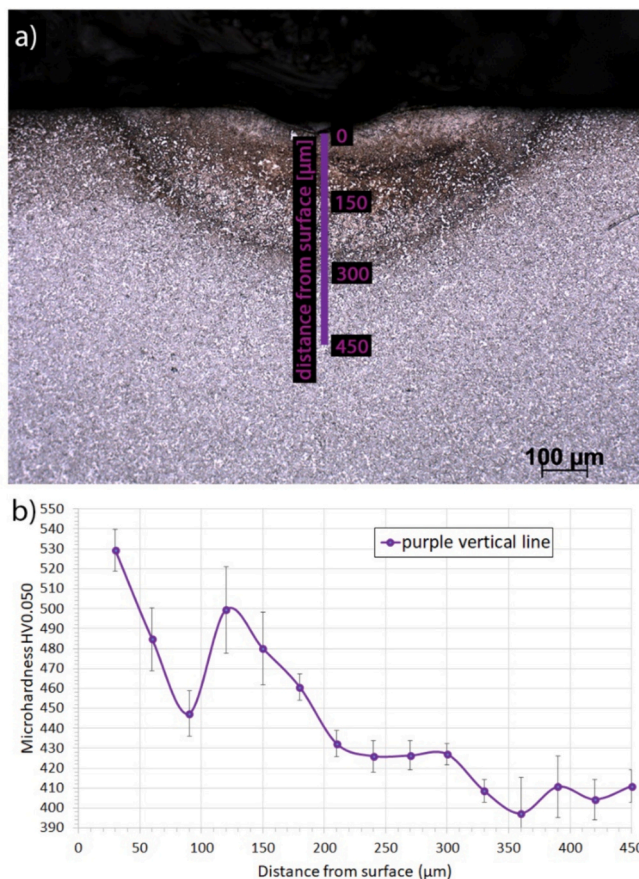 a)
distance from surface [µm]
0
150
300
450
100 µm
b)
550
540
530
520
510
500
490
480
470
460
450
440
430
420
410
400
390
Microhardness HV0.050
purple vertical line
0 50 100 150 200 250 300 350 400 450
Distance from surface (µm)